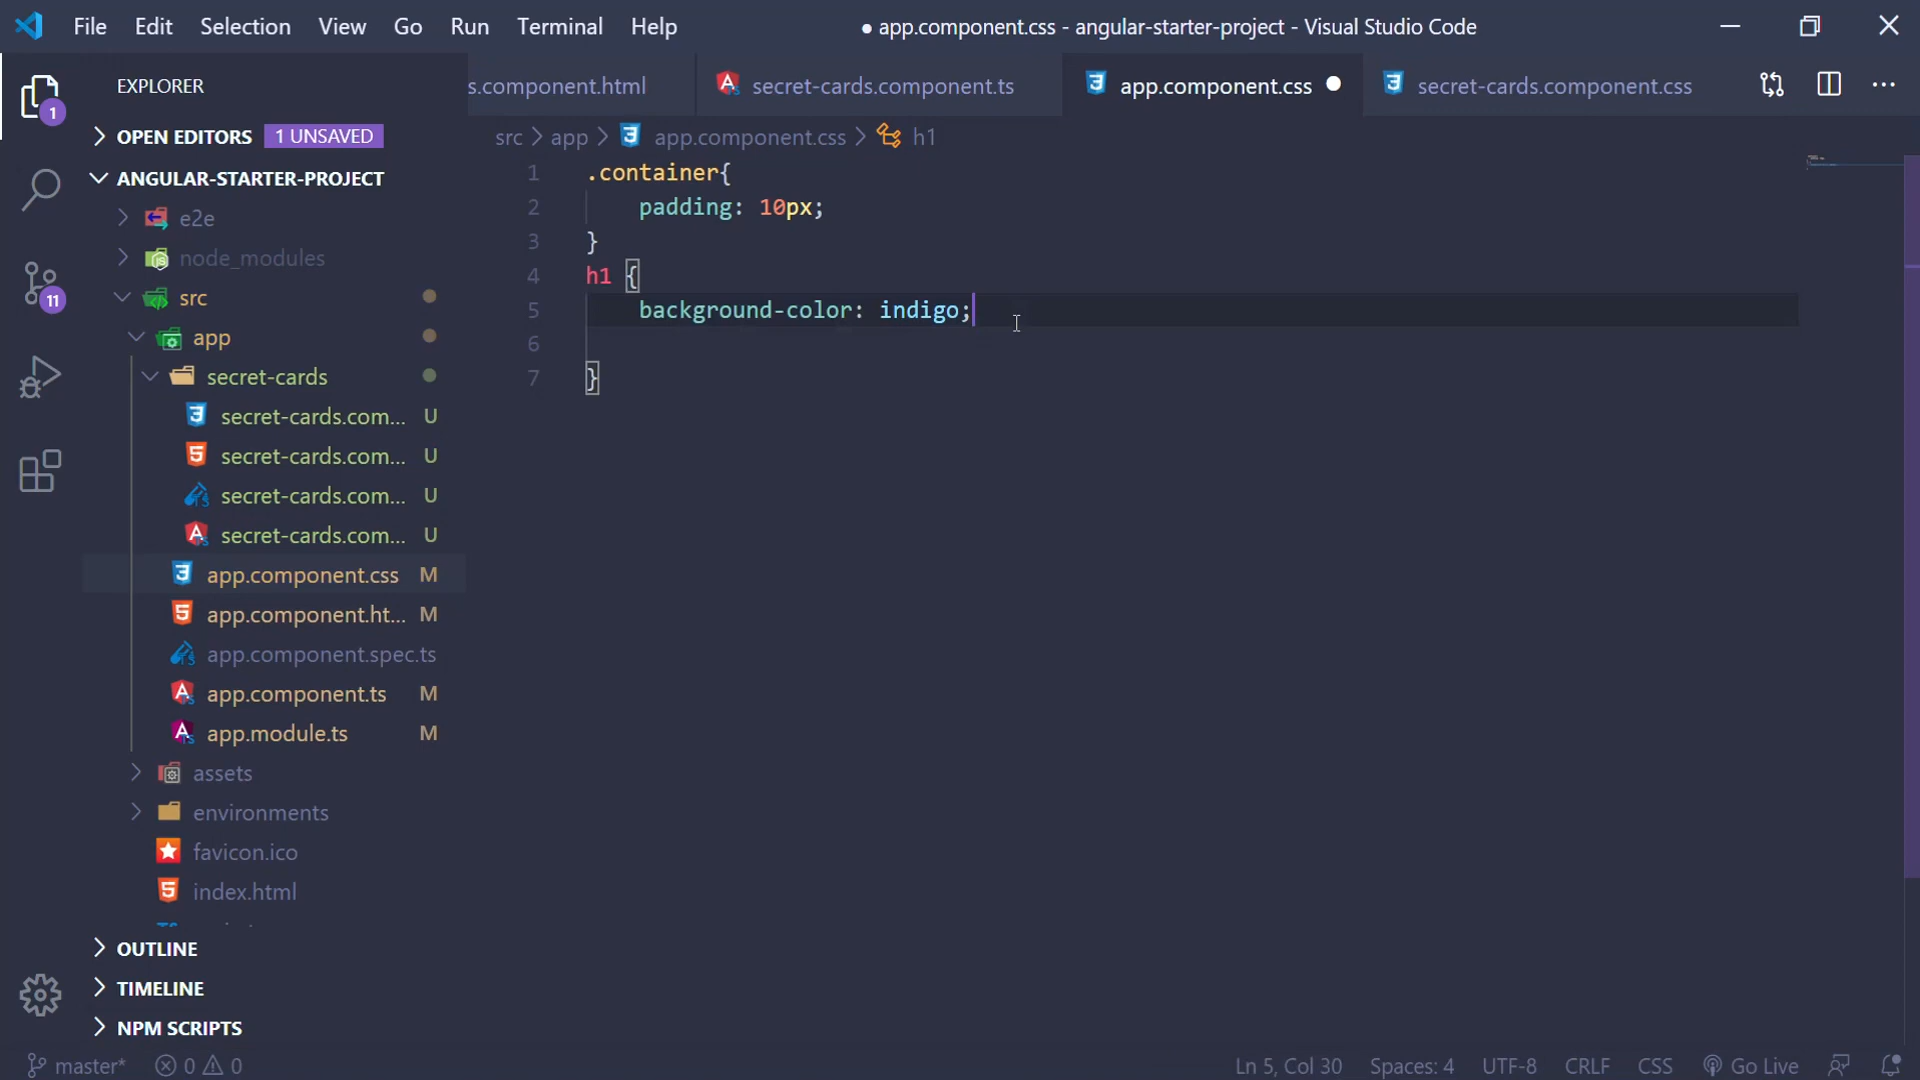 File Edit Selection View Go Run Terminal Help
● app.component.css - angular-starter-project - Visual Studio Code
EXPLORER
1
OPEN EDITORS 1 UNSAVED
ANGULAR-STARTER-PROJECT
e2e
node_modules
src
11
app
secret-cards
secret-cards.com... U
secret-cards.com... U
secret-cards.com... U
secret-cards.com... U
app.component.css M
app.component.ht... M
app.component.spec.ts
app.component.ts M
app.module.ts M
assets
environments
favicon.ico
index.html
OUTLINE
TIMELINE
NPM SCRIPTS
s.component.html secret-cards.component.ts app.component.css secret-cards.component.css
src > app > app.component.css > h1
1 .container{
2 padding: 10px;
3 }
4 h1 {
5 background-color: indigo;
6
7 }
master* 0 0 Ln 5, Col 30 Spaces: 4 UTF-8 CRLF CSS Go Live